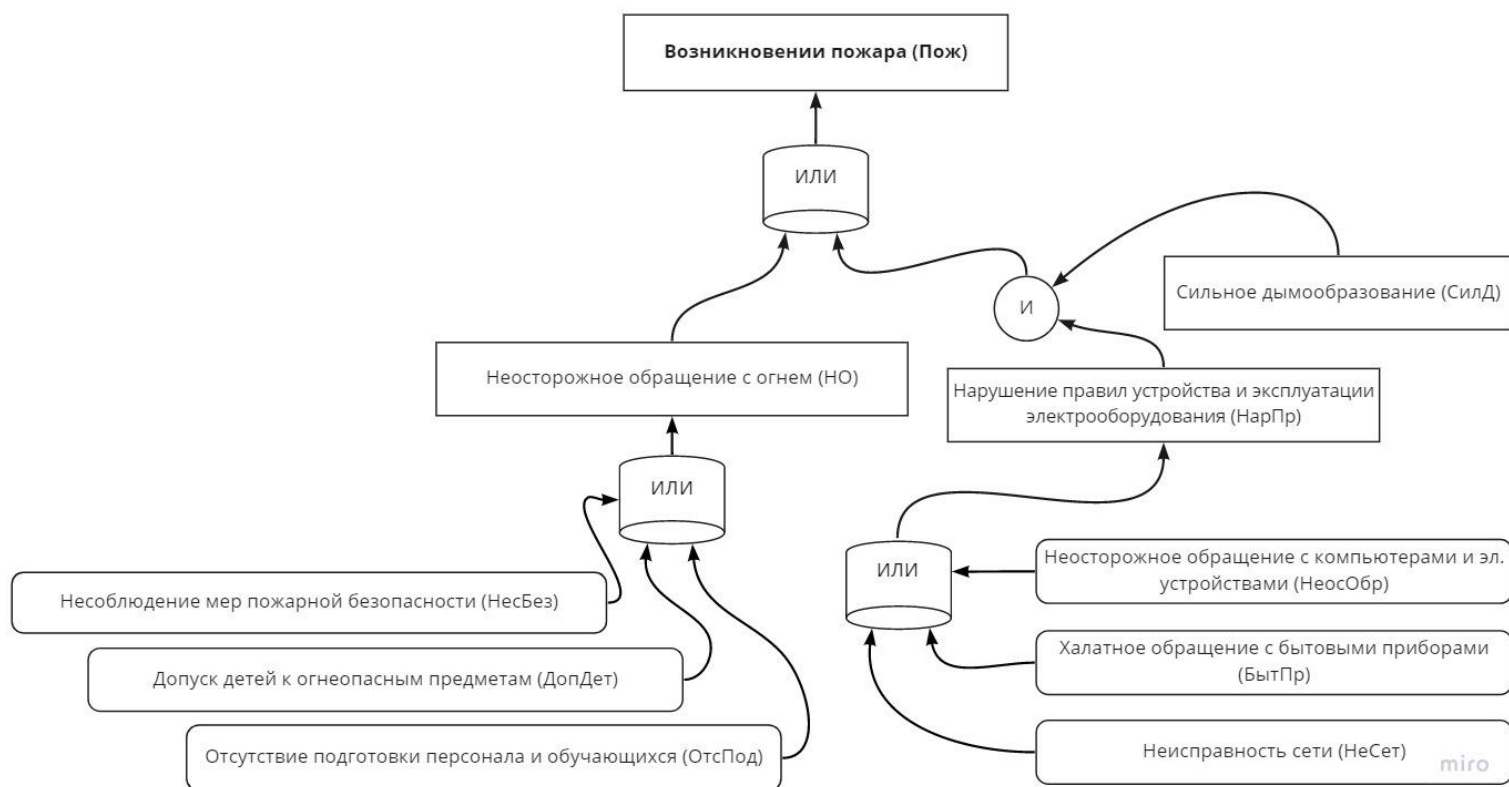 Возникновении пожара (Пож)
ИЛИ
И
Сильное дымообразование (СилД)
Неосторожное обращение с огнем (НО)
Нарушение правил устройства и эксплуатации
электрооборудования (НарПр)
ИЛИ
ИЛИ
Несоблюдение мер пожарной безопасности (НесБез)
Допуск детей к огнеопасным предметам (ДопДет)
Отсутствие подготовки персонала и обучающихся (ОтсПод)
Неосторожное обращение с компьютерами и эл.
устройствами (НеосОбр)
Халатное обращение с бытовыми приборами
(БытПр)
Неисправность сети (НеСет)
miro